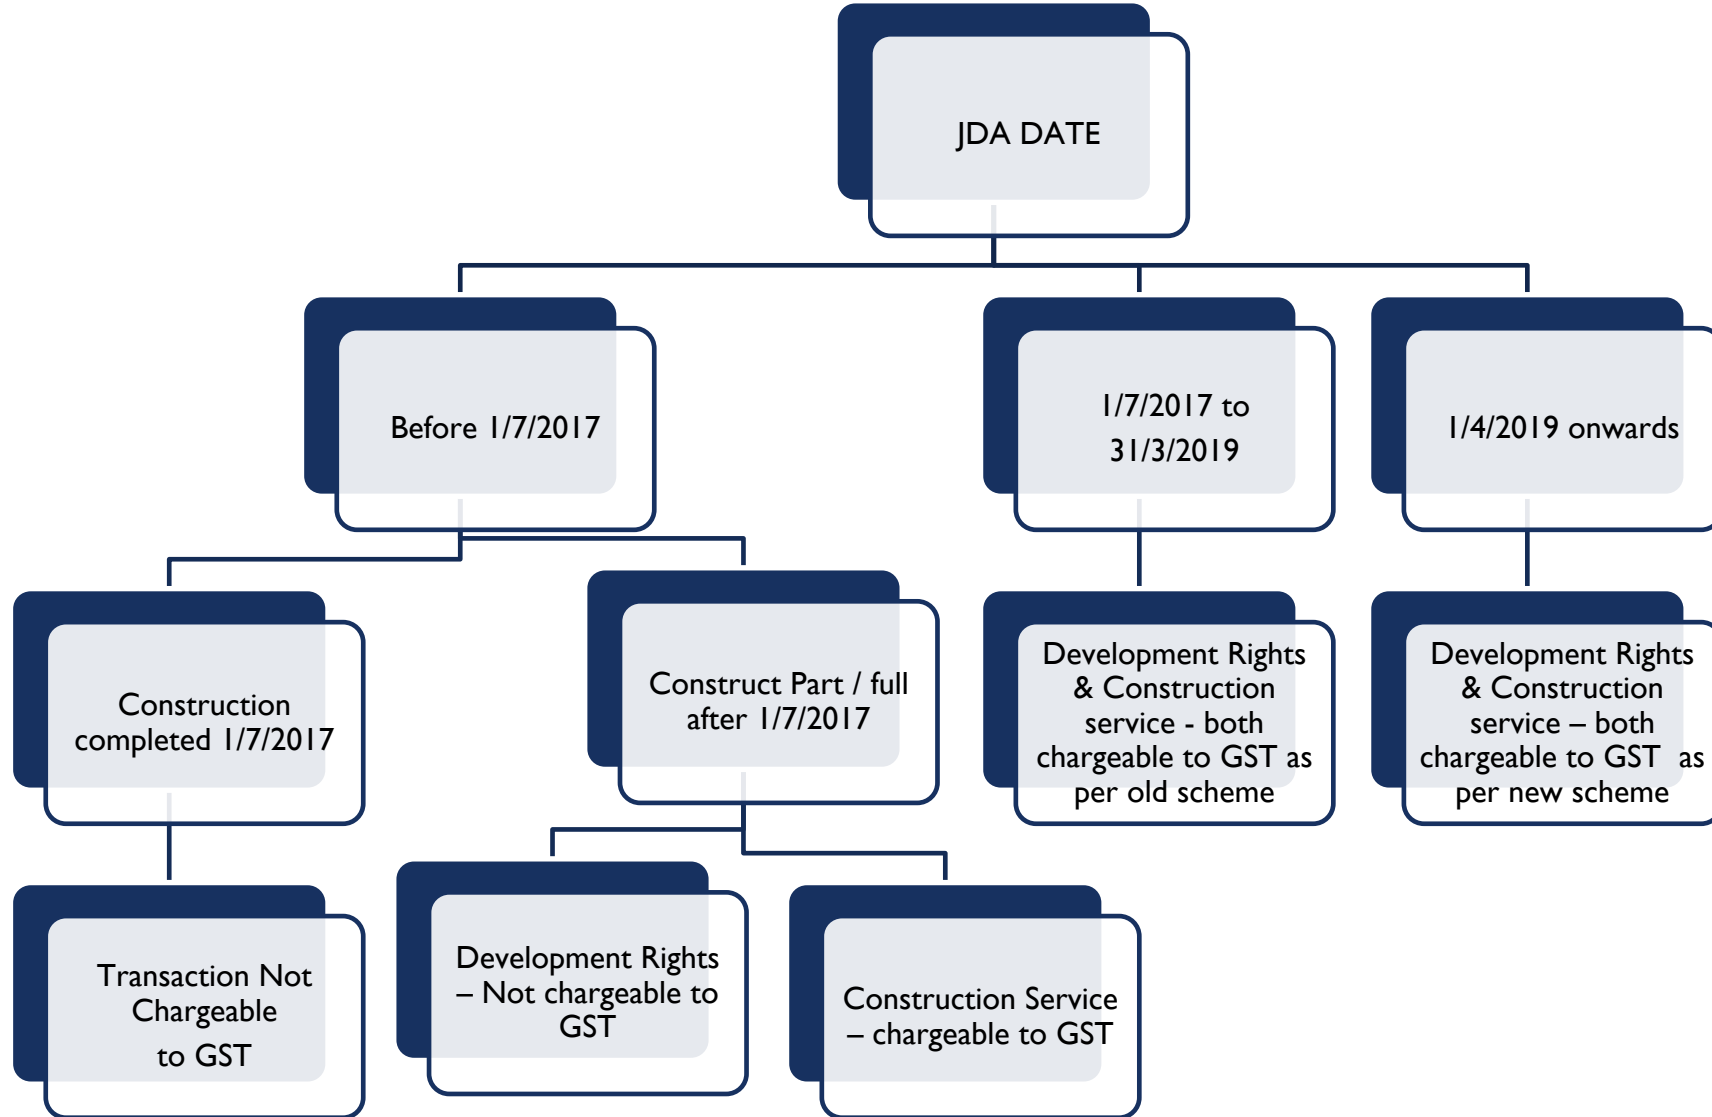 JDA DATE
Before 1/7/2017
1/7/2017 to
31/3/2019
1/4/2019 onwards
Construction
completed 1/7/2017
Construct Part / full
after 1/7/2017
Development Rights
& Construction
service - both
chargeable to GST as
per old scheme
Development Rights
& Construction
service – both
chargeable to GST as
per new scheme
Transaction Not
Chargeable
to GST
Development Rights
– Not chargeable to
GST
Construction Service
– chargeable to GST